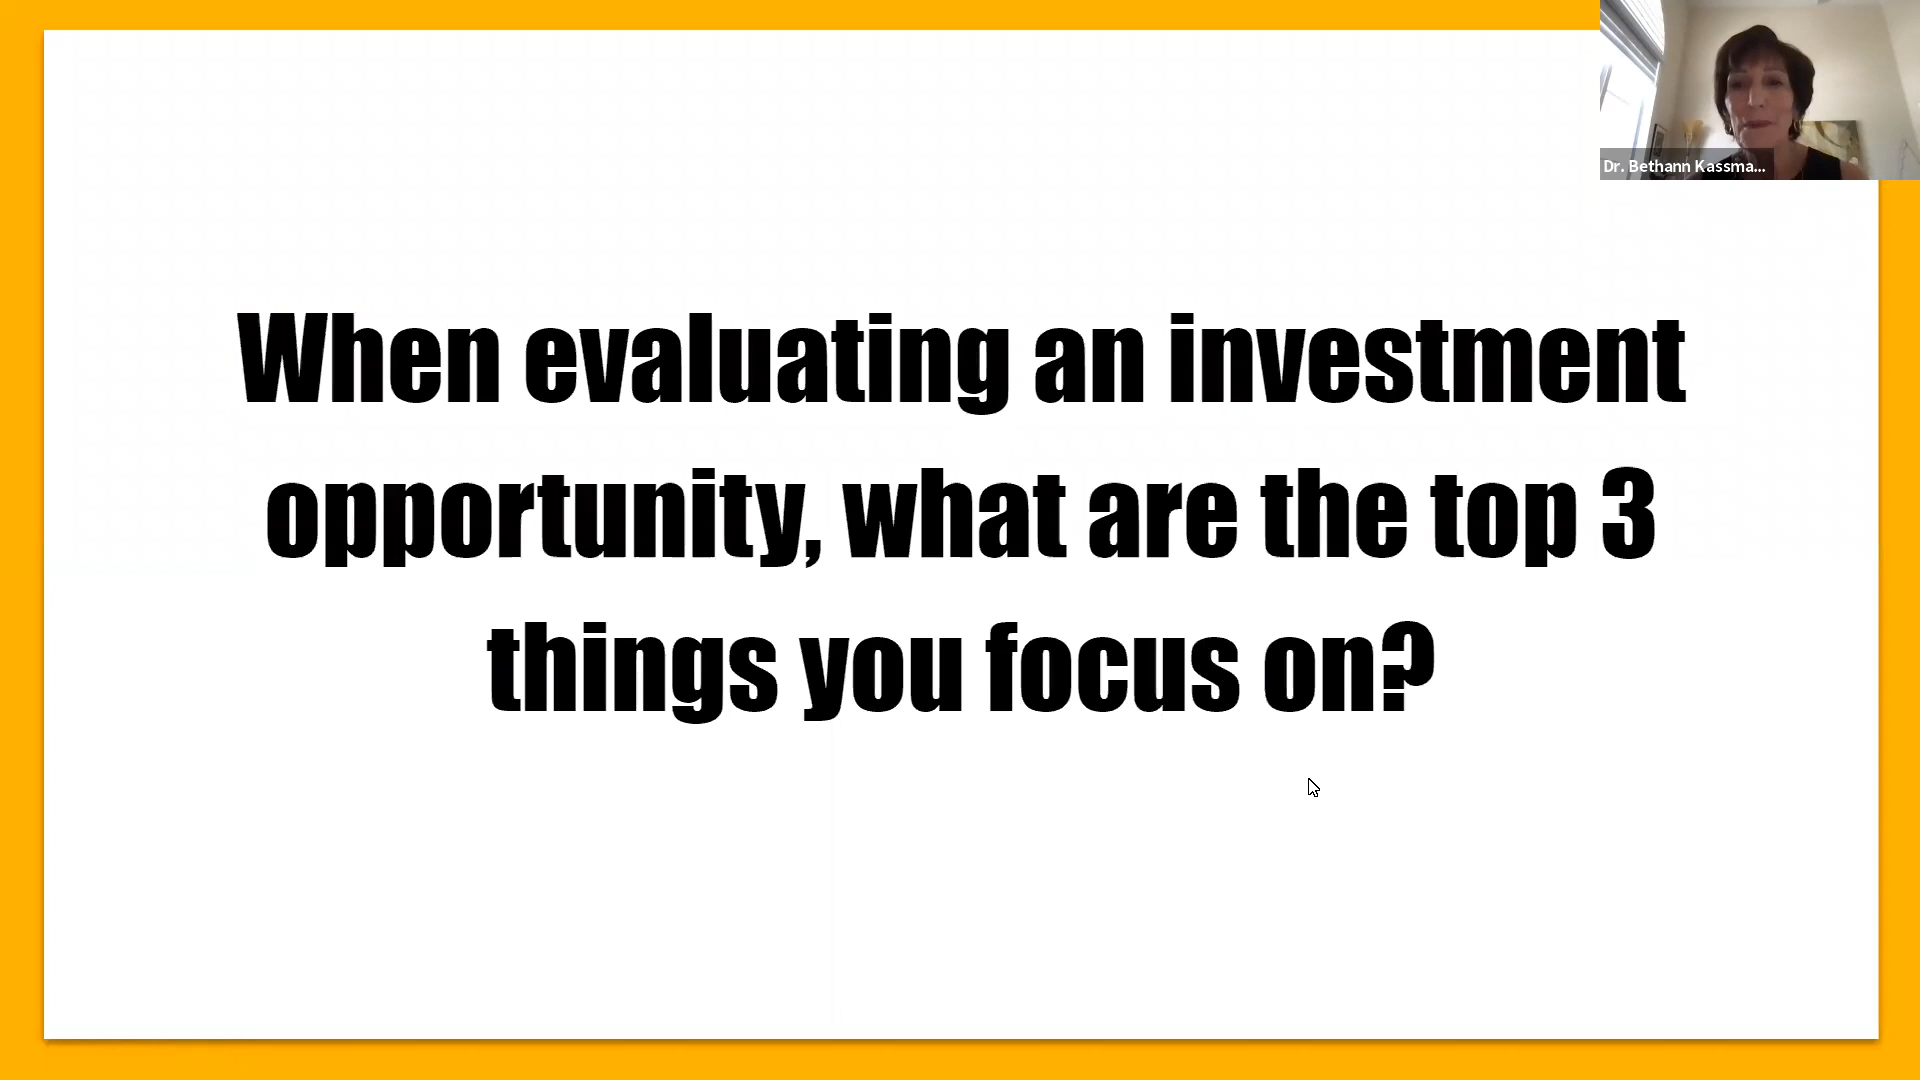 Dr. Bethann Kassma...
When evaluating an investment
opportunity, what are the top 3
things you focus on?